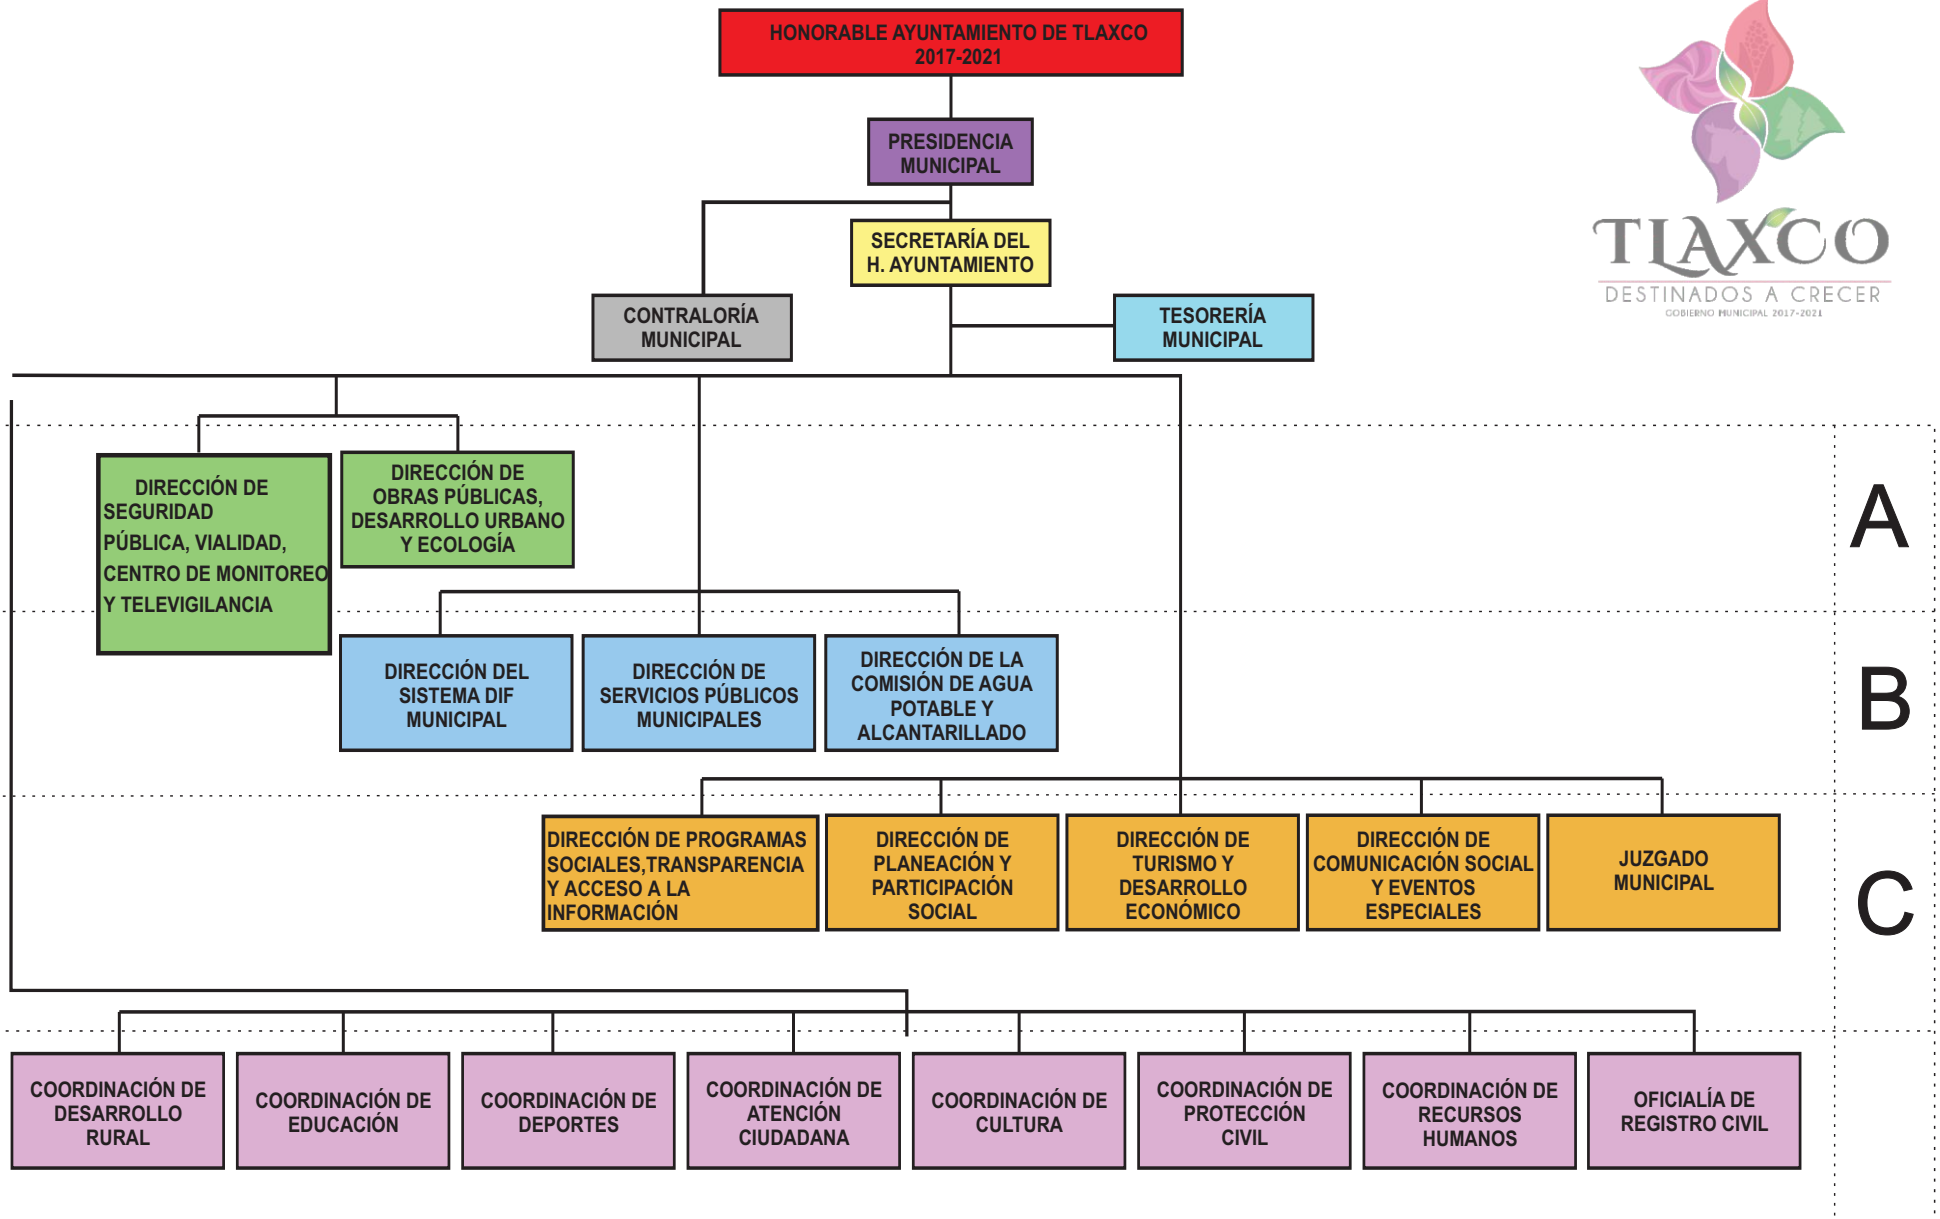 HONORABLE AYUNTAMIENTO DE TLAXCO
2017-2021
PRESIDENCIA
MUNICIPAL
SECRETARÍA DEL
H. AYUNTAMIENTO
TLAXCO
DESTINADOS A CRECER
GOBIERNO MUNICIPAL 2017-2021
CONTRALORÍA
MUNICIPAL
TESORERÍA
MUNICIPAL
DIRECCIÓN DE
SEGURIDAD
PÚBLICA, VIALIDAD,
CENTRO DE MONITOREO
Y TELEVIGILANCIA
DIRECCIÓN DE
OBRAS PÚBLICAS,
DESARROLLO URBANO
Y ECOLOGÍA
A
DIRECCIÓN DEL
SISTEMA DIF
MUNICIPAL
DIRECCIÓN DE
SERVICIOS PÚBLICOS
MUNICIPALES
DIRECCIÓN DE LA
COMISIÓN DE AGUA
POTABLE Y
ALCANTARILLADO
B
DIRECCIÓN DE PROGRAMAS
SOCIALES,TRANSPARENCIA
Y ACCESO A LA
INFORMACIÓN
DIRECCIÓN DE
PLANEACIÓN Y
PARTICIPACIÓN
SOCIAL
DIRECCIÓN DE
TURISMO Y
DESARROLLO
ECONÓMICO
DIRECCIÓN DE
COMUNICACIÓN SOCIAL
Y EVENTOS
ESPECIALES
JUZGADO
MUNICIPAL
C
COORDINACIÓN DE
DESARROLLO
RURAL
COORDINACIÓN DE
EDUCACIÓN
COORDINACIÓN DE
DEPORTES
COORDINACIÓN DE
ATENCIÓN
CIUDADANA
COORDINACIÓN DE
CULTURA
COORDINACIÓN DE
PROTECCIÓN
CIVIL
COORDINACIÓN DE
RECURSOS
HUMANOS
OFICIALÍA DE
REGISTRO CIVIL